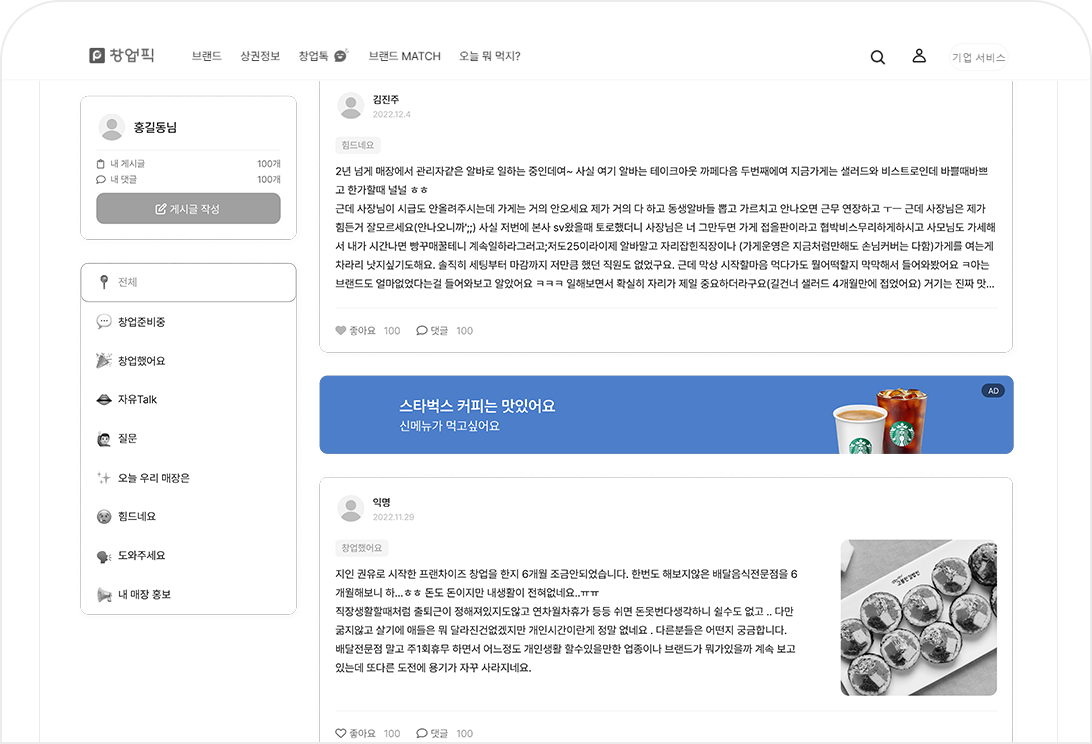 창업픽
브랜드 상권정보 창업톡 브랜드 MATCH 오늘 뭐 먹지?
기업 서비스
홍길동님
내 게시글 100개
내 댓글 100개
게시글 작성
전체
창업준비중
창업했어요
자유Talk
질문
오늘 우리 매장은
힘드네요
도와주세요
내 매장 홍보
김진주
2022.12.4
힘드네요
2년 넘게 매장에서 관리자같은 알바로 일하는 중인데여~ 사실 여기 알바는 테이크아웃 까페다음 두번째에여 지금가게는 샐러드와 비스트로인데 바쁠때바쁘
고 한가할때 널널 ㅎㅎ
근데 사장님이 시급도 안올려주시는데 가게는 거의 안오세요 제가 거의 다 하고 동생알바들 뽑고 가르치고 안나오면 근무 연장하고 ㅜㅡ 근데 사장님은 제가
힘든거 잘모르세요(안나오니까';;) 사실 저번에 본사 sv왔을때 토로했더니 사장님은 너 그만두면 가게 접을판이라고 협박비스무리하게하시고 사모님도 가세해
서 내가 시간나면 빵꾸메꿀테니 계속일하라그러고;저도25이라이제 알바말고 자리잡힌직장이나 (가게운영은 지금처럼만해도 손님커버는 다함)가게를 여는게
차라리 낫지싶기도해요. 솔직히 세팅부터 마감까지 저만큼 했던 직원도 없었구요. 근데 막상 시작할마음 먹다가도 뭘어떡할지 막막해서 들어와봤어요 ㅋ아는
브랜드도 얼마없었다는걸 들어와보고 알았어요 ㅋㅋㅋ 일해보면서 확실히 자리가 제일 중요하더라구요(길건너 샐러드 4개월만에 접었어요) 거기는 진짜 맛...
좋아요 100 댓글 100
스타벅스 커피는 맛있어요
신메뉴가 먹고싶어요
AD
익명
2022.11.29
창업했어요
지인 권유로 시작한 프랜차이즈 창업을 한지 6개월 조금안되었습니다. 한번도 해보지않은 배달음식전문점을 6
개월해보니 하...ㅎㅎ 돈도 돈이지만 내생활이 전혀없네요..ㅠㅠ
직장생활할때처럼 출퇴근이 정해져있지도않고 연차월차휴가 등등 쉬면 돈못번다생각하니 쉴수도 없고 .. 다만
굶지않고 살기에 애들은 뭐 달라진건없겠지만 개인시간이란게 정말 없네요 . 다른분들은 어떤지 궁금합니다.
배달전문점 말고 주1회휴무 하면서 어느정도 개인생활 할수있을만한 업종이나 브랜드가 뭐가있을까 계속 보고
있는데 또다른 도전에 용기가 자꾸 사라지네요.
좋아요 100 댓글 100